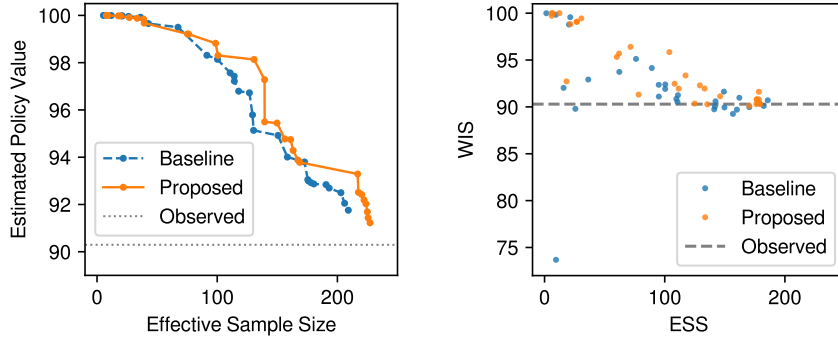 Estimated Policy Value
100
98
96
94
92
90
Baseline
Proposed
Observed
0
100
200
Effective Sample Size
WIS
100
95
90
85
80
75
Baseline
Proposed
Observed
0
100
200
ESS